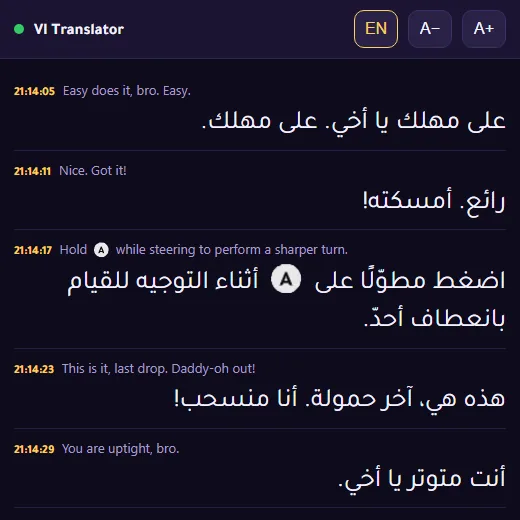 VI Translator
EN A− A+
21:14:05 Easy does it, bro. Easy.
على مهلك يا أخي. على مهلك.
21:14:11 Nice. Got it!
رائع. أمسكته!
21:14:17 Hold A while steering to perform a sharper turn.
اضغط مطوّلًا على A أثناء التوجيه للقيام
بانعطاف أحدّ.
21:14:23 This is it, last drop. Daddy-oh out!
هذه هي، آخر حمولة. أنا منسحب!
21:14:29 You are uptight, bro.
أنت متوتر يا أخي.